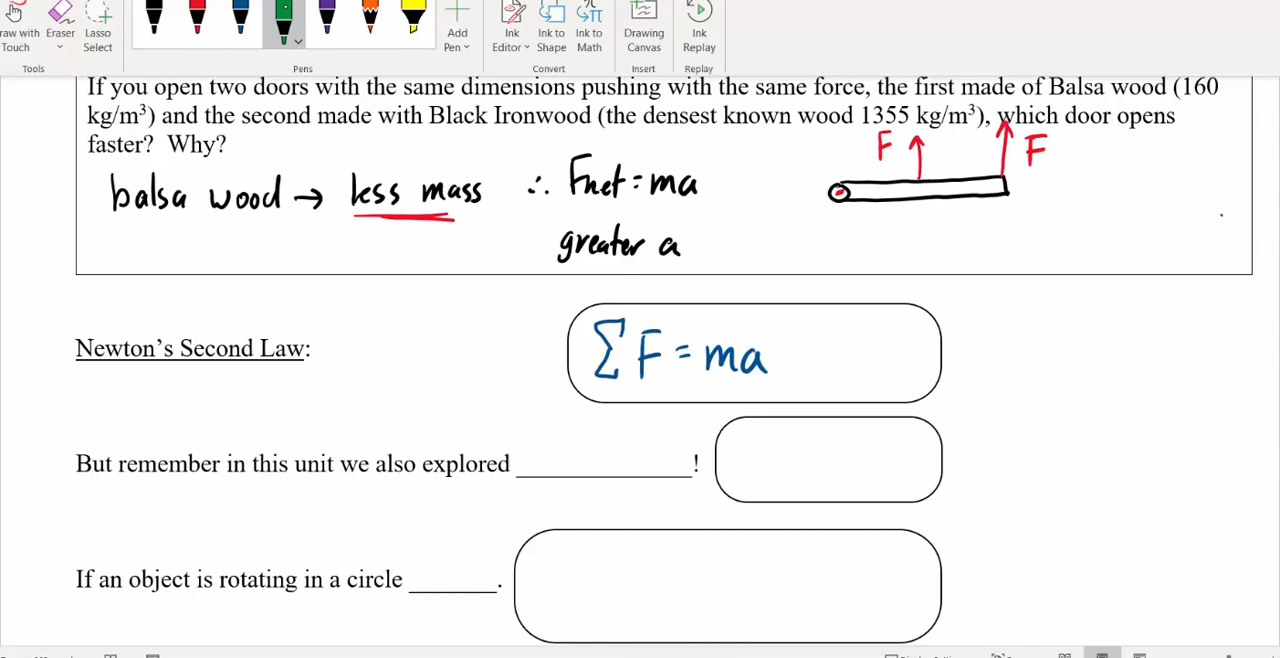 raw with Touch
Eraser
Lasso Select
Add Pen
Ink Editor
Ink to Shape
Ink to Math
Drawing Canvas
Ink Replay
Tools
Pens
Convert
Insert
Replay
If you open two doors with the same dimensions pushing with the same force, the first made of Balsa wood (160
kg/m³) and the second made with Black Ironwood (the densest known wood 1355 kg/m³), which door opens
faster? Why?
F
F
balsa wood → less mass ∴ Fnet = ma
greater a
Newton's Second Law:
∑ F = ma
But remember in this unit we also explored ______________!
If an object is rotating in a circle _______.